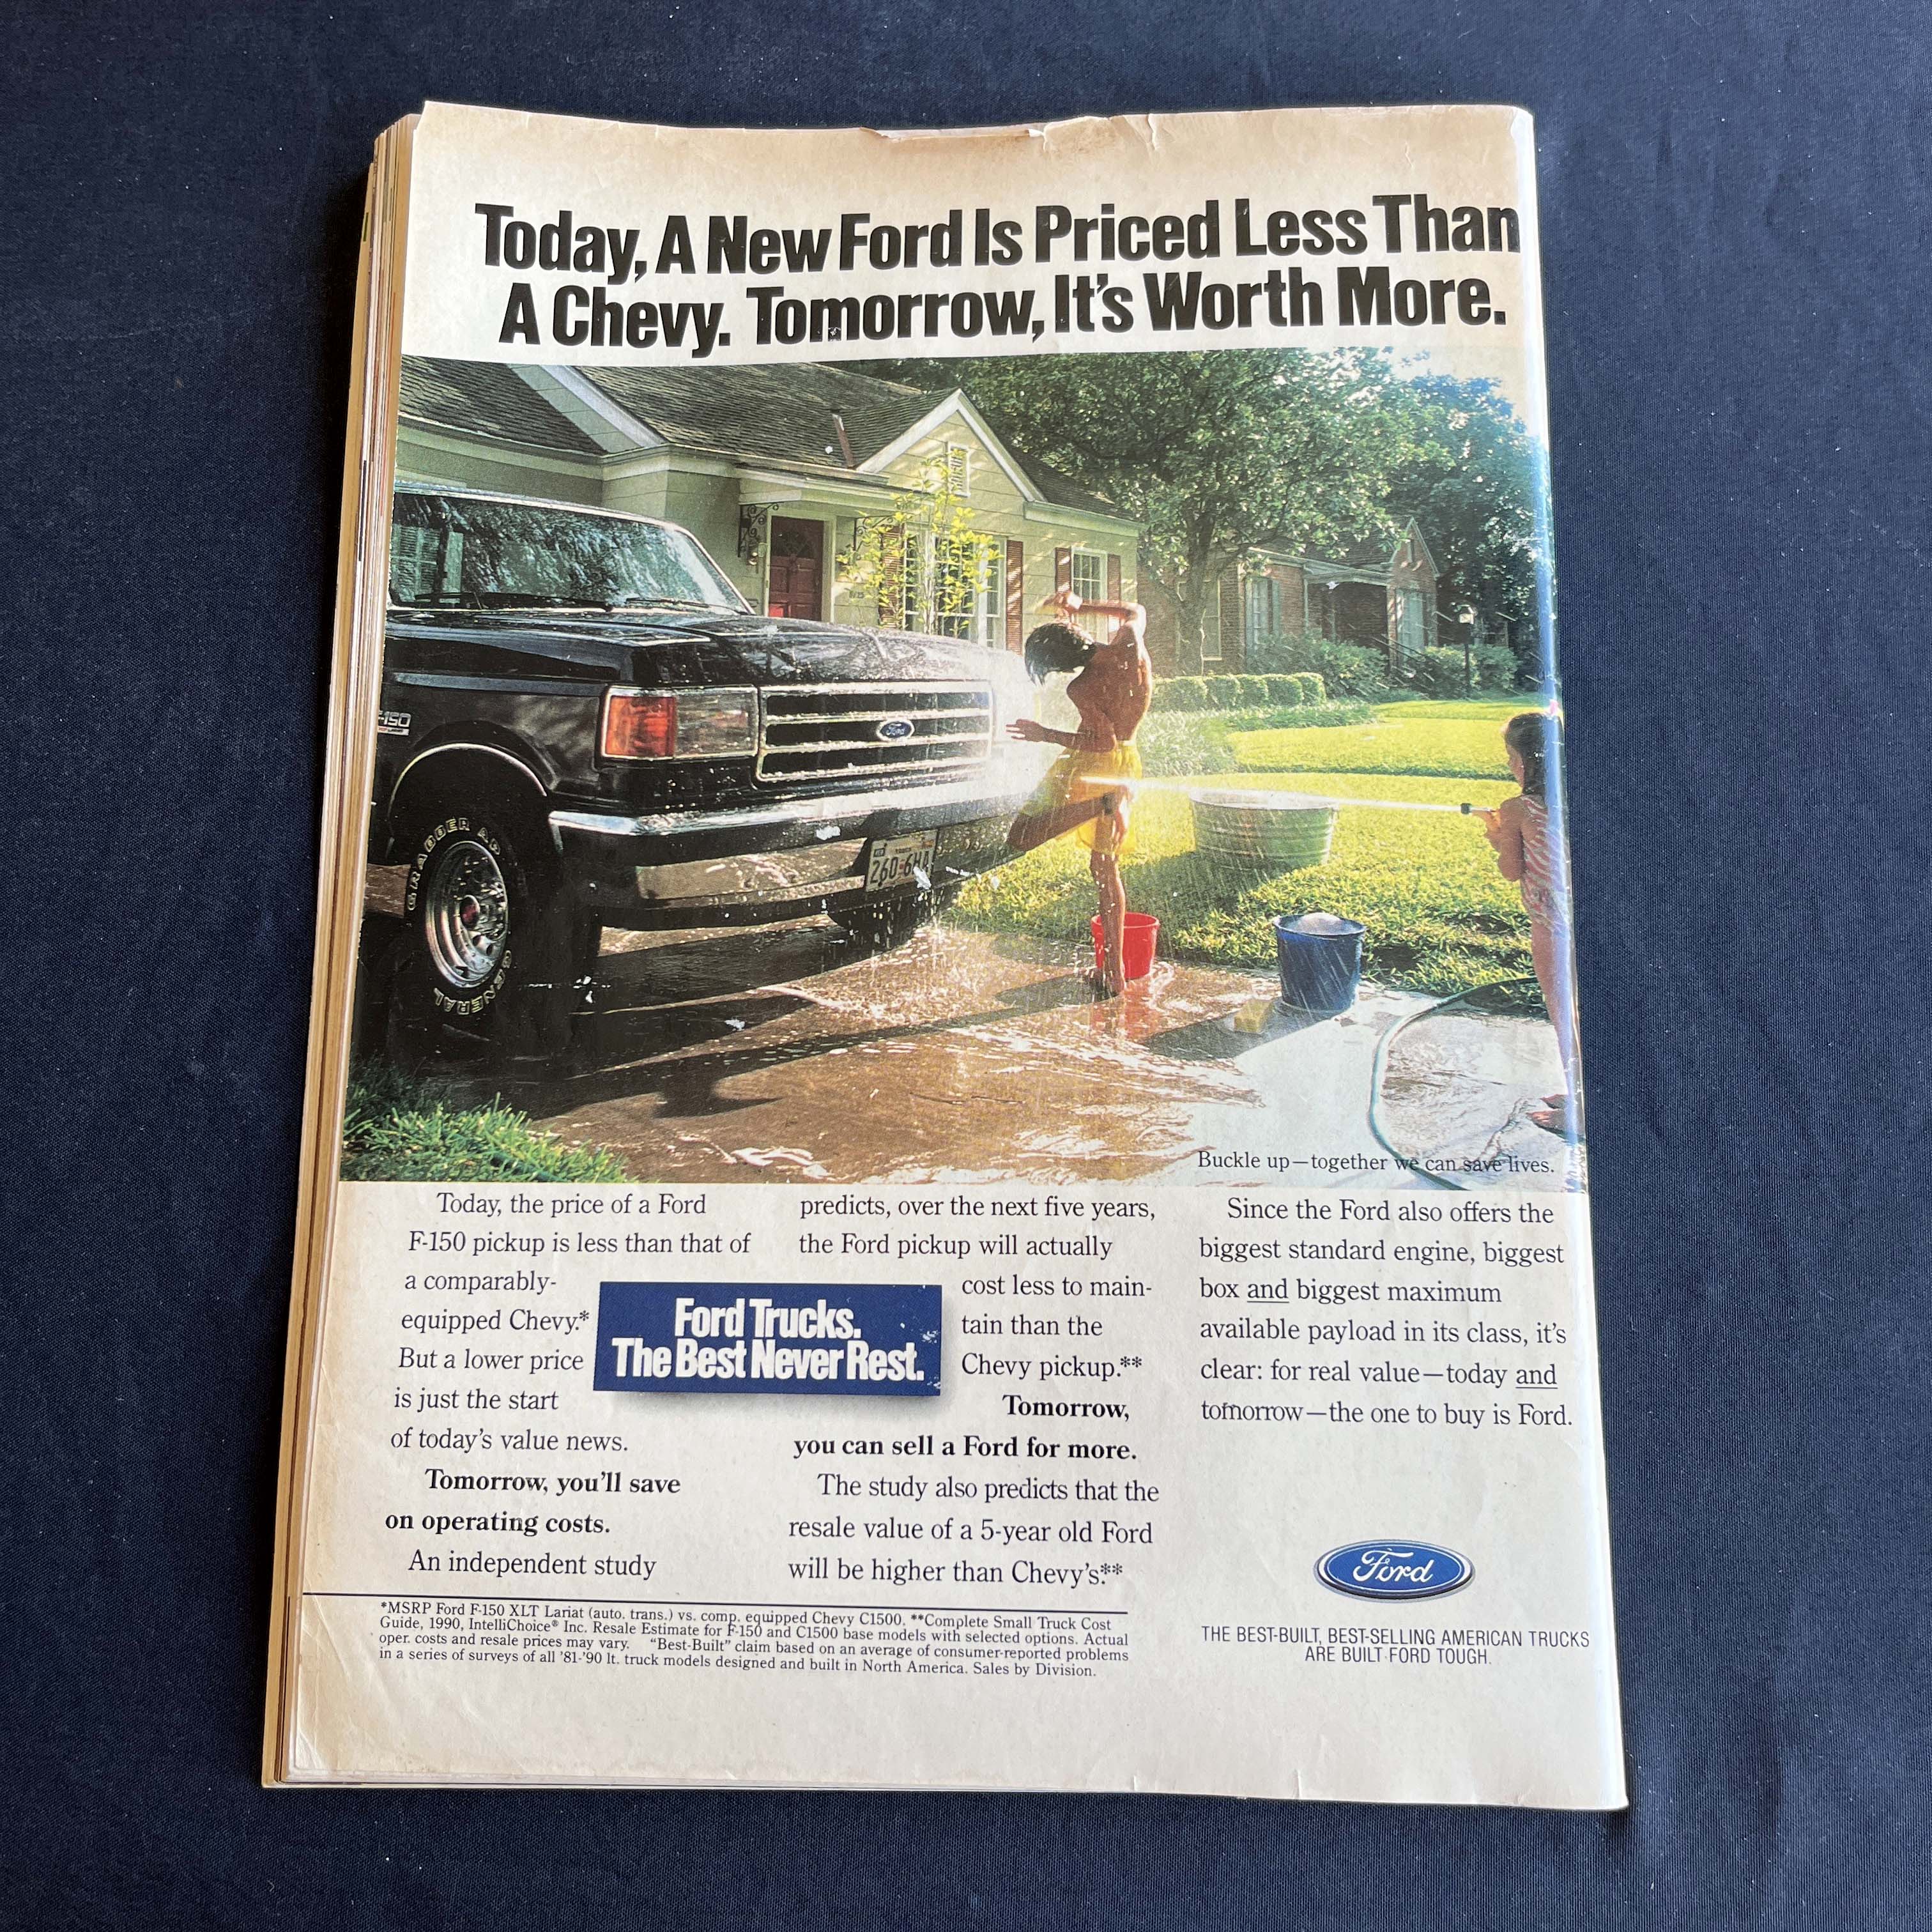 Today, A New Ford Is Priced Less Than
A Chevy. Tomorrow, It's Worth More.
F-150
Ford
GRABBER AP
GENERAL
260 6HA
Buckle up—together we can save lives.
Today, the price of a Ford
F-150 pickup is less than that of
a comparably-
equipped Chevy.*
But a lower price
is just the start
of today's value news.
Tomorrow, you'll save
on operating costs.
An independent study
Ford Trucks.
The Best Never Rest.
predicts, over the next five years,
the Ford pickup will actually
cost less to main-
tain than the
Chevy pickup.**
Tomorrow,
you can sell a Ford for more.
The study also predicts that the
resale value of a 5-year old Ford
will be higher than Chevy's.**
Since the Ford also offers the
biggest standard engine, biggest
box and biggest maximum
available payload in its class, it's
clear: for real value—today and
tomorrow—the one to buy is Ford.
Ford
THE BEST-BUILT, BEST-SELLING AMERICAN TRUCKS
ARE BUILT FORD TOUGH.
*MSRP Ford F-150 XLT Lariat (auto. trans.) vs. comp. equipped Chevy C1500. **Complete Small Truck Cost
Guide, 1990, IntelliChoice® Inc. Resale Estimate for F-150 and C1500 base models with selected options. Actual
oper. costs and resale prices may vary. "Best-Built" claim based on an average of consumer-reported problems
in a series of surveys of all '81-'90 lt. truck models designed and built in North America. Sales by Division.